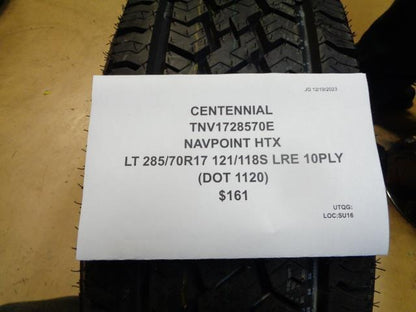 JG 12/19/2023
CENTENNIAL
TNV1728570E
NAVPOINT HTX
LT 285/70R17 121/118S LRE 10PLY
(DOT 1120)
$161
UTQG:
LOC:SU16